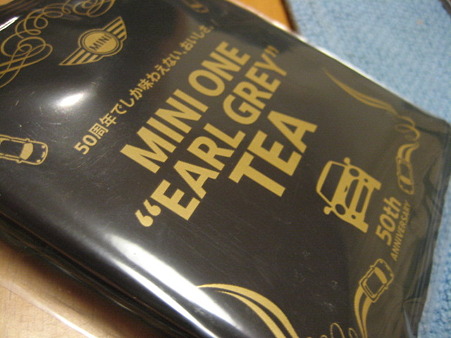 MINI
50周年でしか味わえない、おいしさ。
MINI ONE
“EARL GREY”
TEA
50th
ANNIVERSARY